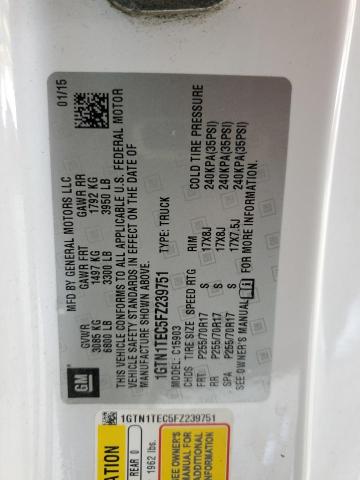 MFD BY GENERAL MOTORS LLC
01/15
GVWR GAWR FRT GAWR RR
3085 KG 1497 KG 1792 KG
6800 LB 3300 LB 3950 LB
THIS VEHICLE CONFORMS TO ALL APPLICABLE U.S. FEDERAL MOTOR
VEHICLE SAFETY STANDARDS IN EFFECT ON THE DATE OF
MANUFACTURE SHOWN ABOVE.
1GTN1TEC5FZ239751 TYPE: TRUCK
MODEL: C15903
CHDS TIRE SIZE SPEED RTG RIM COLD TIRE PRESSURE
FRT P255/70R17 S 17X8J 240KPA(35PSI)
RR P255/70R17 S 17X8J 240KPA(35PSI)
SPA P255/70R17 S 17X7.5J 240KPA(35PSI)
SEE OWNER'S MANUAL FOR MORE INFORMATION.
GM
1GTN1TEC5FZ239751
REAR 0
1962 lbs.
SEE OWNER'S
MANUAL FOR
ADDITIONAL
INFORMATION